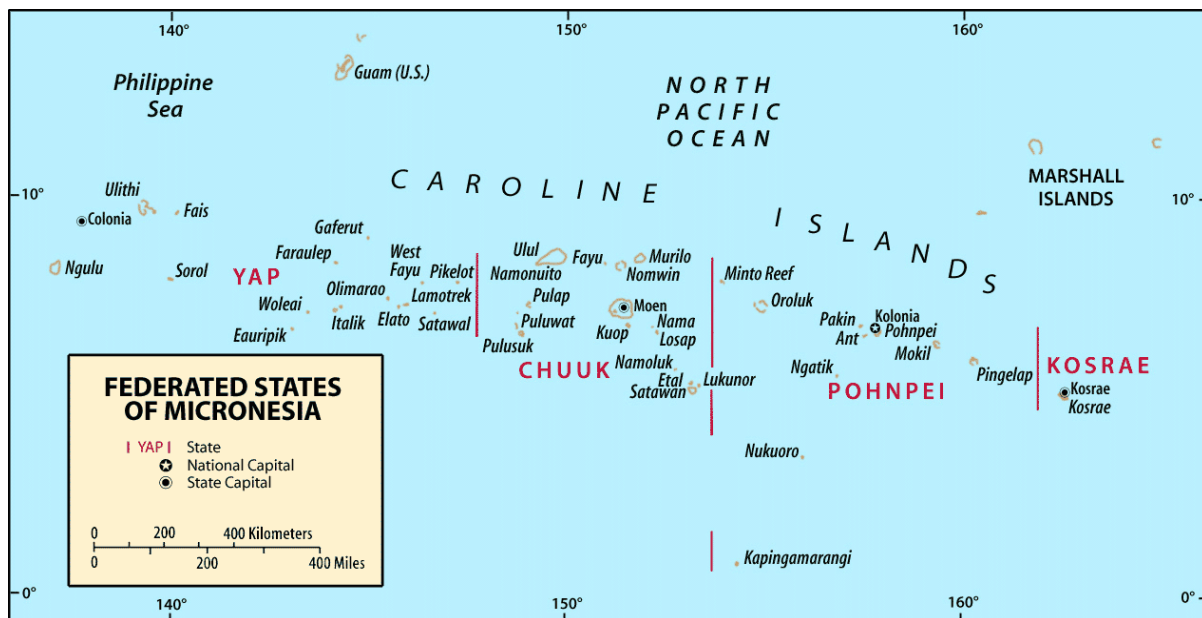 140°
150°
160°
Guam (U.S.)
Philippine
Sea
NORTH
PACIFIC
OCEAN
MARSHALL
ISLANDS
10°
10°
CAROLINE
ISLANDS
Ulithi
Colonia
Fais
Ngulu
Sorol
YAP
Gaferut
Faraulep
West
Fayu
Pikelot
Olimarao
Lamotrek
Woleai
Italik
Elato
Satawal
Eauripik
Ulul
Namonuito
Fayu
Murilo
Nomwin
Pulap
Moen
Puluwat
Kuop
Nama
Losap
Pulusuk
CHUUK
Namoluk
Etal
Lukunor
Satawan
Minto Reef
Oroluk
Kolonia
Pakin
Pohnpei
Ant
Mokil
Ngatik
POHNPEI
Pingelap
KOSRAE
Kosrae
Kosrae
Nukuoro
Kapingamarangi
FEDERATED STATES
OF MICRONESIA
YAP State
National Capital
State Capital
0 200 400 Kilometers
0 200 400 Miles
0°
0°
140°
150°
160°